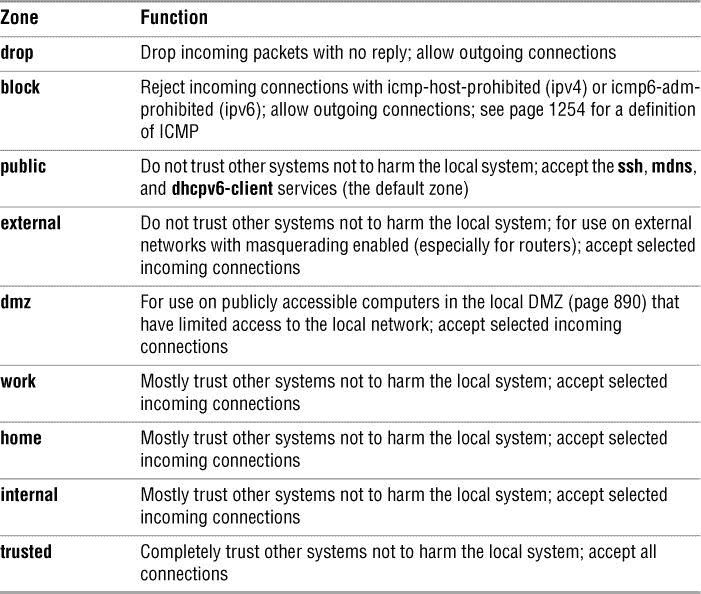 Zone Function
drop Drop incoming packets with no reply; allow outgoing connections
block Reject incoming connections with icmp-host-prohibited (ipv4) or icmp6-adm-
prohibited (ipv6); allow outgoing connections; see page 1254 for a definition
of ICMP
public Do not trust other systems not to harm the local system; accept the ssh, mdns,
and dhcpv6-client services (the default zone)
external Do not trust other systems not to harm the local system; for use on external
networks with masquerading enabled (especially for routers); accept selected
incoming connections
dmz For use on publicly accessible computers in the local DMZ (page 890) that
have limited access to the local network; accept selected incoming
connections
work Mostly trust other systems not to harm the local system; accept selected
incoming connections
home Mostly trust other systems not to harm the local system; accept selected
incoming connections
internal Mostly trust other systems not to harm the local system; accept selected
incoming connections
trusted Completely trust other systems not to harm the local system; accept all
connections